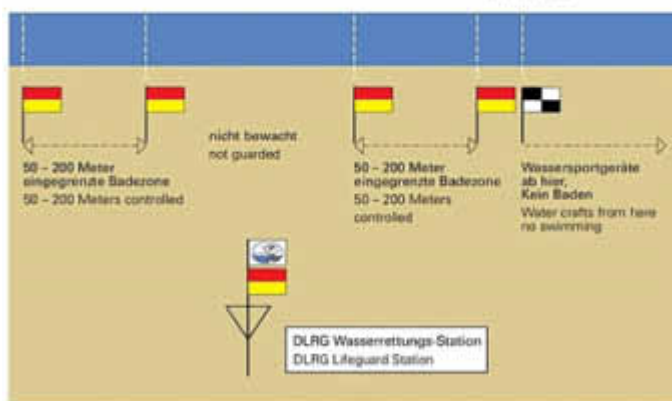 50 – 200 Meter
eingegrenzte Badezone
50 – 200 Meters controlled
nicht bewacht
not guarded
50 – 200 Meter
eingegrenzte Badezone
50 – 200 Meters
controlled
Wassersportgeräte
ab hier,
Kein Baden
Water crafts from here
no swimming
DLRG Wasserrettungs-Station
DLRG Lifeguard Station